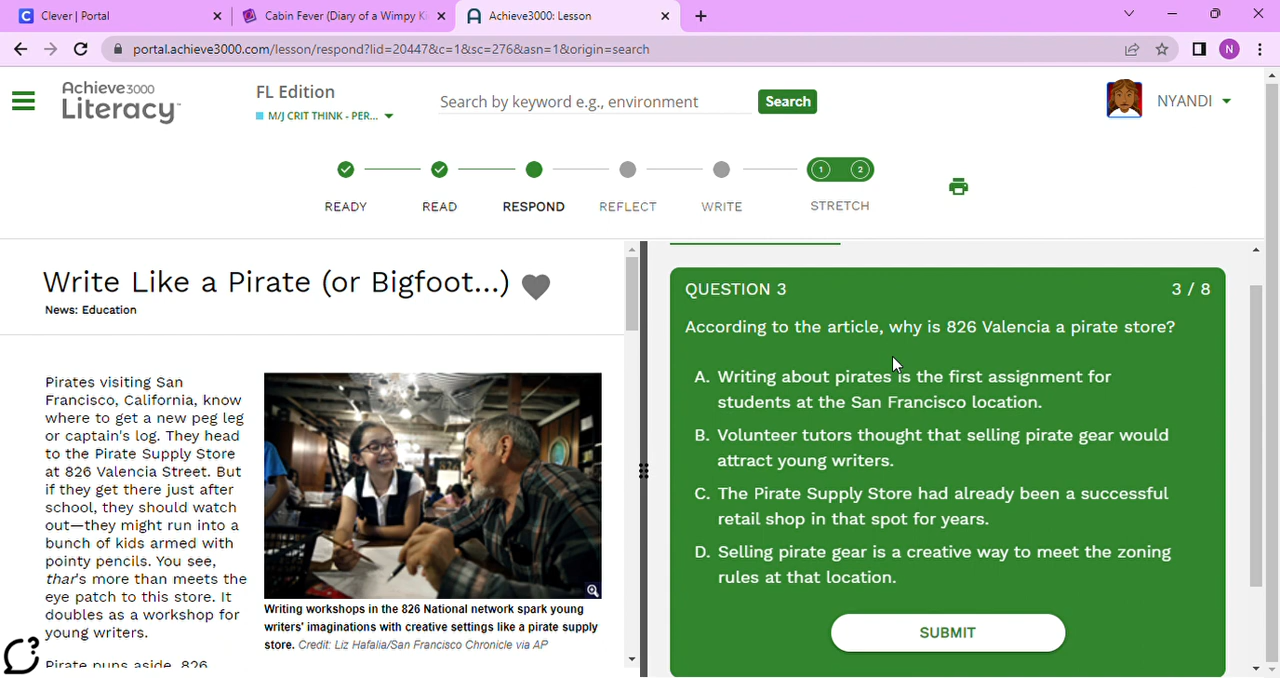 Clever | Portal
Cabin Fever (Diary of a Wimpy Ki
Achieve3000: Lesson
portal.achieve3000.com/lesson/respond?lid=20447&c=1&sc=276&asn=1&origin=search
N
Achieve3000
Literacy
FL Edition
M/J CRIT THINK - PER...
Search by keyword e.g., environment
Search
NYANDI
1
2
READY
READ
RESPOND
REFLECT
WRITE
STRETCH
Write Like a Pirate (or Bigfoot...)
News: Education
Pirates visiting San
Francisco, California, know
where to get a new peg leg
or captain's log. They head
to the Pirate Supply Store
at 826 Valencia Street. But
if they get there just after
school, they should watch
out—they might run into a
bunch of kids armed with
pointy pencils. You see,
thar's more than meets the
eye patch to this store. It
doubles as a workshop for
young writers.
Pirate puns aside, 826
Writing workshops in the 826 National network spark young
writers' imaginations with creative settings like a pirate supply
store. Credit: Liz Hafalia/San Francisco Chronicle via AP
QUESTION 3
3 / 8
According to the article, why is 826 Valencia a pirate store?
A. Writing about pirates is the first assignment for
students at the San Francisco location.
B. Volunteer tutors thought that selling pirate gear would
attract young writers.
C. The Pirate Supply Store had already been a successful
retail shop in that spot for years.
D. Selling pirate gear is a creative way to meet the zoning
rules at that location.
SUBMIT